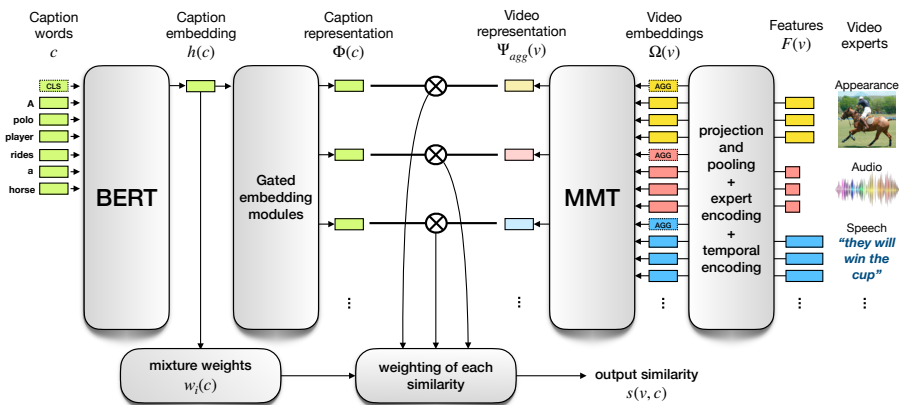 Caption words c
Caption embedding h(c)
Caption representation Φ(c)
Video representation Ψ_agg(v)
Video embeddings Ω(v)
Features F(v)
Video experts
CLS
A
polo
player
rides
a
horse
BERT
Gated embedding modules
MMT
AGG
AGG
AGG
projection and pooling + expert encoding + temporal encoding
Appearance
Audio
Speech
"they will win the cup"
mixture weights
w_i(c)
weighting of each similarity
output similarity
s(v, c)